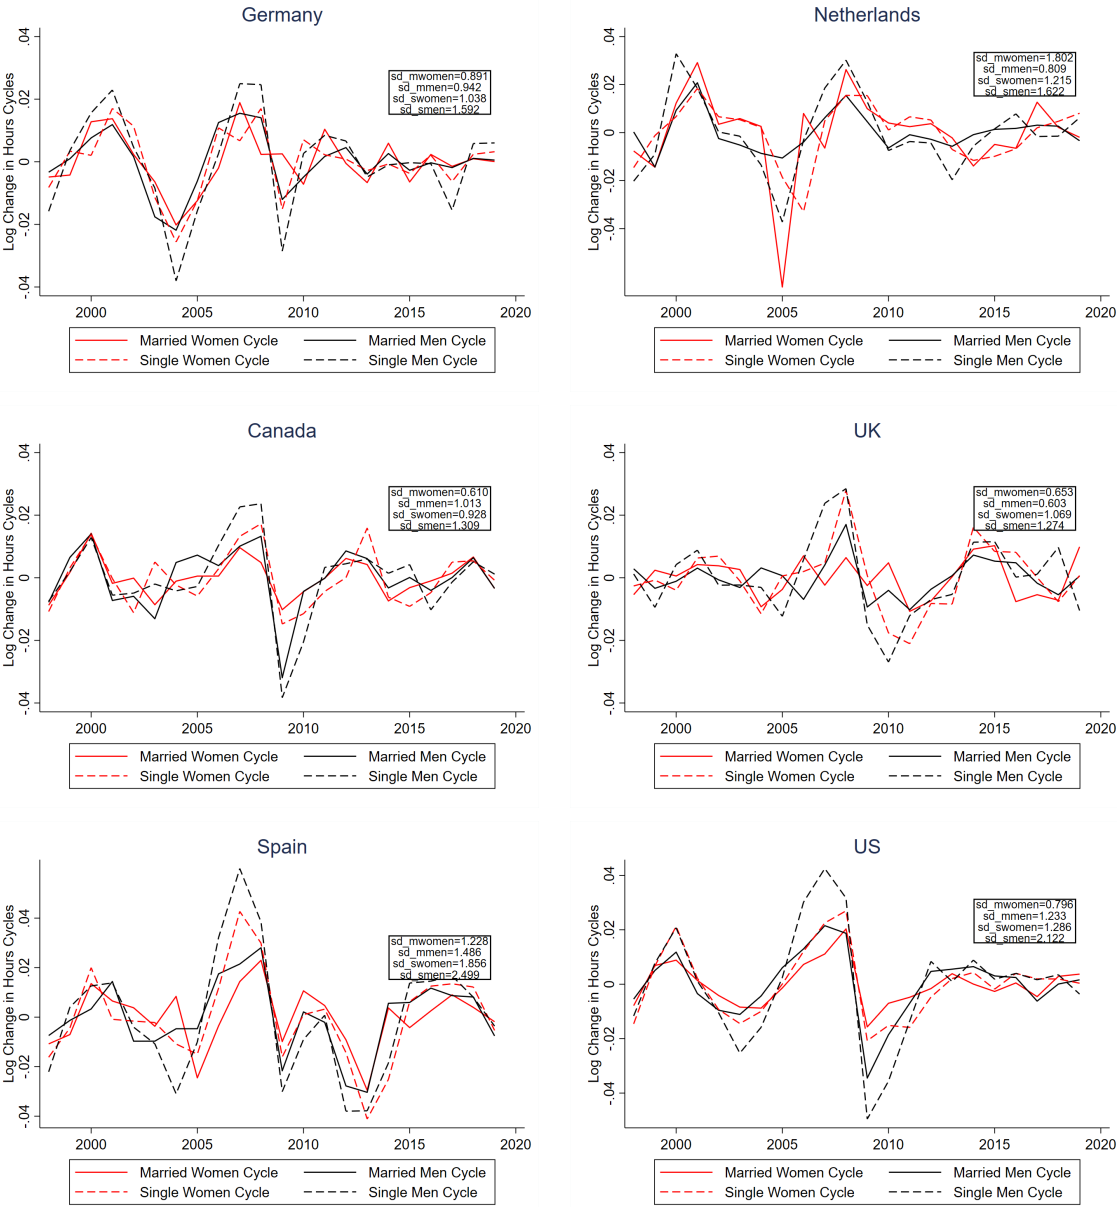 Germany
Log Change in Hours Cycles
.04
.02
0
-.02
-.04
sd_mwomen=0.891
sd_mmen=0.942
sd_swomen=1.038
sd_smen=1.592
2000 2005 2010 2015 2020
Married Women Cycle Married Men Cycle
Single Women Cycle Single Men Cycle
Netherlands
Log Change in Hours Cycles
.04
.02
0
-.02
-.04
sd_mwomen=1.802
sd_mmen=0.809
sd_swomen=1.215
sd_smen=1.622
2000 2005 2010 2015 2020
Married Women Cycle Married Men Cycle
Single Women Cycle Single Men Cycle
Canada
Log Change in Hours Cycles
.04
.02
0
-.02
-.04
sd_mwomen=0.610
sd_mmen=1.013
sd_swomen=0.928
sd_smen=1.309
2000 2005 2010 2015 2020
Married Women Cycle Married Men Cycle
Single Women Cycle Single Men Cycle
UK
Log Change in Hours Cycles
.04
.02
0
-.02
-.04
sd_mwomen=0.653
sd_mmen=0.603
sd_swomen=1.069
sd_smen=1.274
2000 2005 2010 2015 2020
Married Women Cycle Married Men Cycle
Single Women Cycle Single Men Cycle
Spain
Log Change in Hours Cycles
.04
.02
0
-.02
-.04
sd_mwomen=1.228
sd_mmen=1.486
sd_swomen=1.856
sd_smen=2.499
2000 2005 2010 2015 2020
Married Women Cycle Married Men Cycle
Single Women Cycle Single Men Cycle
US
Log Change in Hours Cycles
.04
.02
0
-.02
-.04
sd_mwomen=0.796
sd_mmen=1.233
sd_swomen=1.286
sd_smen=2.122
2000 2005 2010 2015 2020
Married Women Cycle Married Men Cycle
Single Women Cycle Single Men Cycle